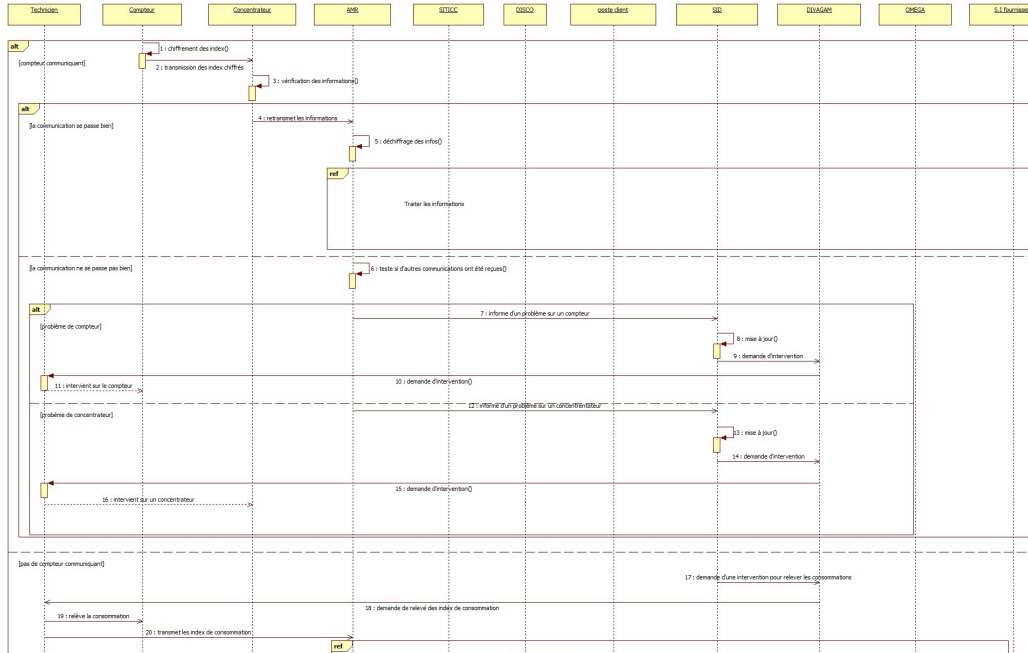 Technicien
Compteur
Concentrateur
AMR
SITICC
DISCO
poste client
SID
DIVAGAM
OMEGA
S.I fournisse
alt
1 : chiffrement des index()
[compteur communiquant]
2 : transmission des index chiffrés
3 : vérification des informations()
alt
[la communication se passe bien]
4 : retransmet les informations
5 : déchiffrage des infos()
ref
Traiter les informations
[la communication ne se passe pas bien]
6 : teste si d'autres communications ont été reçues()
alt
7 : informe d'un problème sur un compteur
[problème de compteur]
8 : mise à jour()
9 : demande d'intervention
10 : demande d'intervention()
11 : intervient sur le compteur
12 : informe d'un problème sur un concentrentateur
[problème de concentrateur]
13 : mise à jour()
14 : demande d'intervention
15 : demande d'intervention()
16 : intervient sur un concentrateur
[pas de compteur communiquant]
17 : demande d'une intervention pour relever les consommations
18 : demande de relevé des index de consommation
19 : relève la consommation
20 : transmet les index de consommation
ref